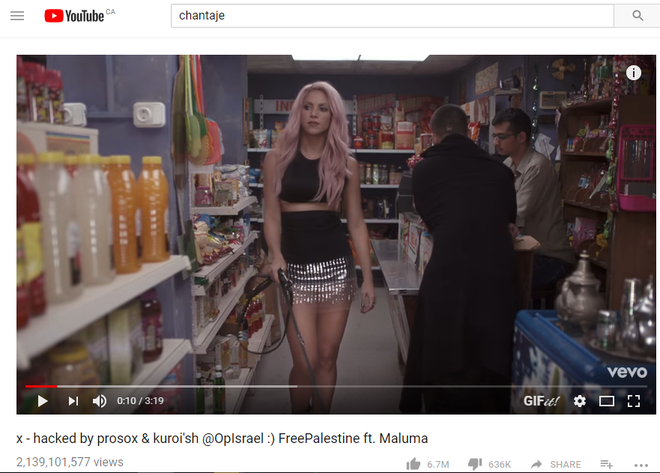 YouTube CA
chantaje
i
vevo
0:10 / 3:19
GIFit!
x - hacked by prosox & kuroi'sh @OpIsrael :) FreePalestine ft. Maluma
2,139,101,577 views
6.7M 636K SHARE